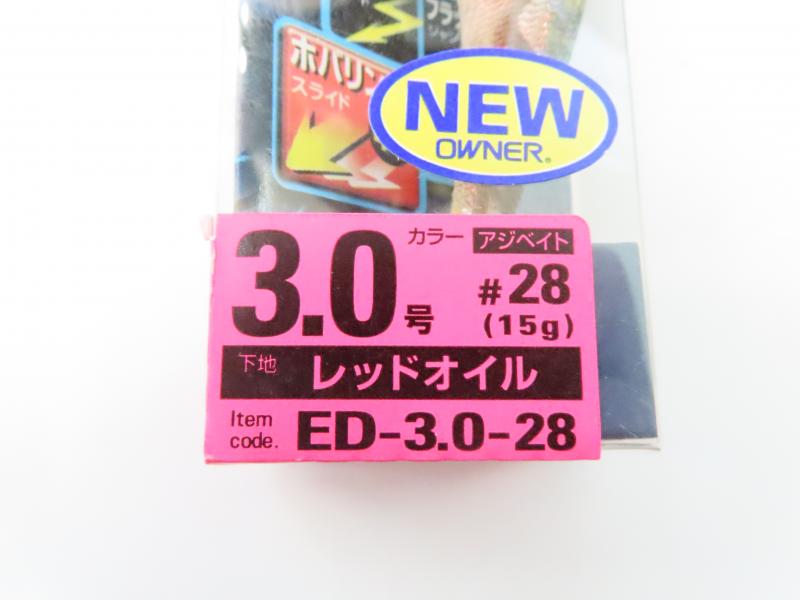 ホバリン
スライド
NEW
OWNER®
3.0号
カラー アジベイト
#28
(15g)
下地 レッドオイル
Item code. ED-3.0-28